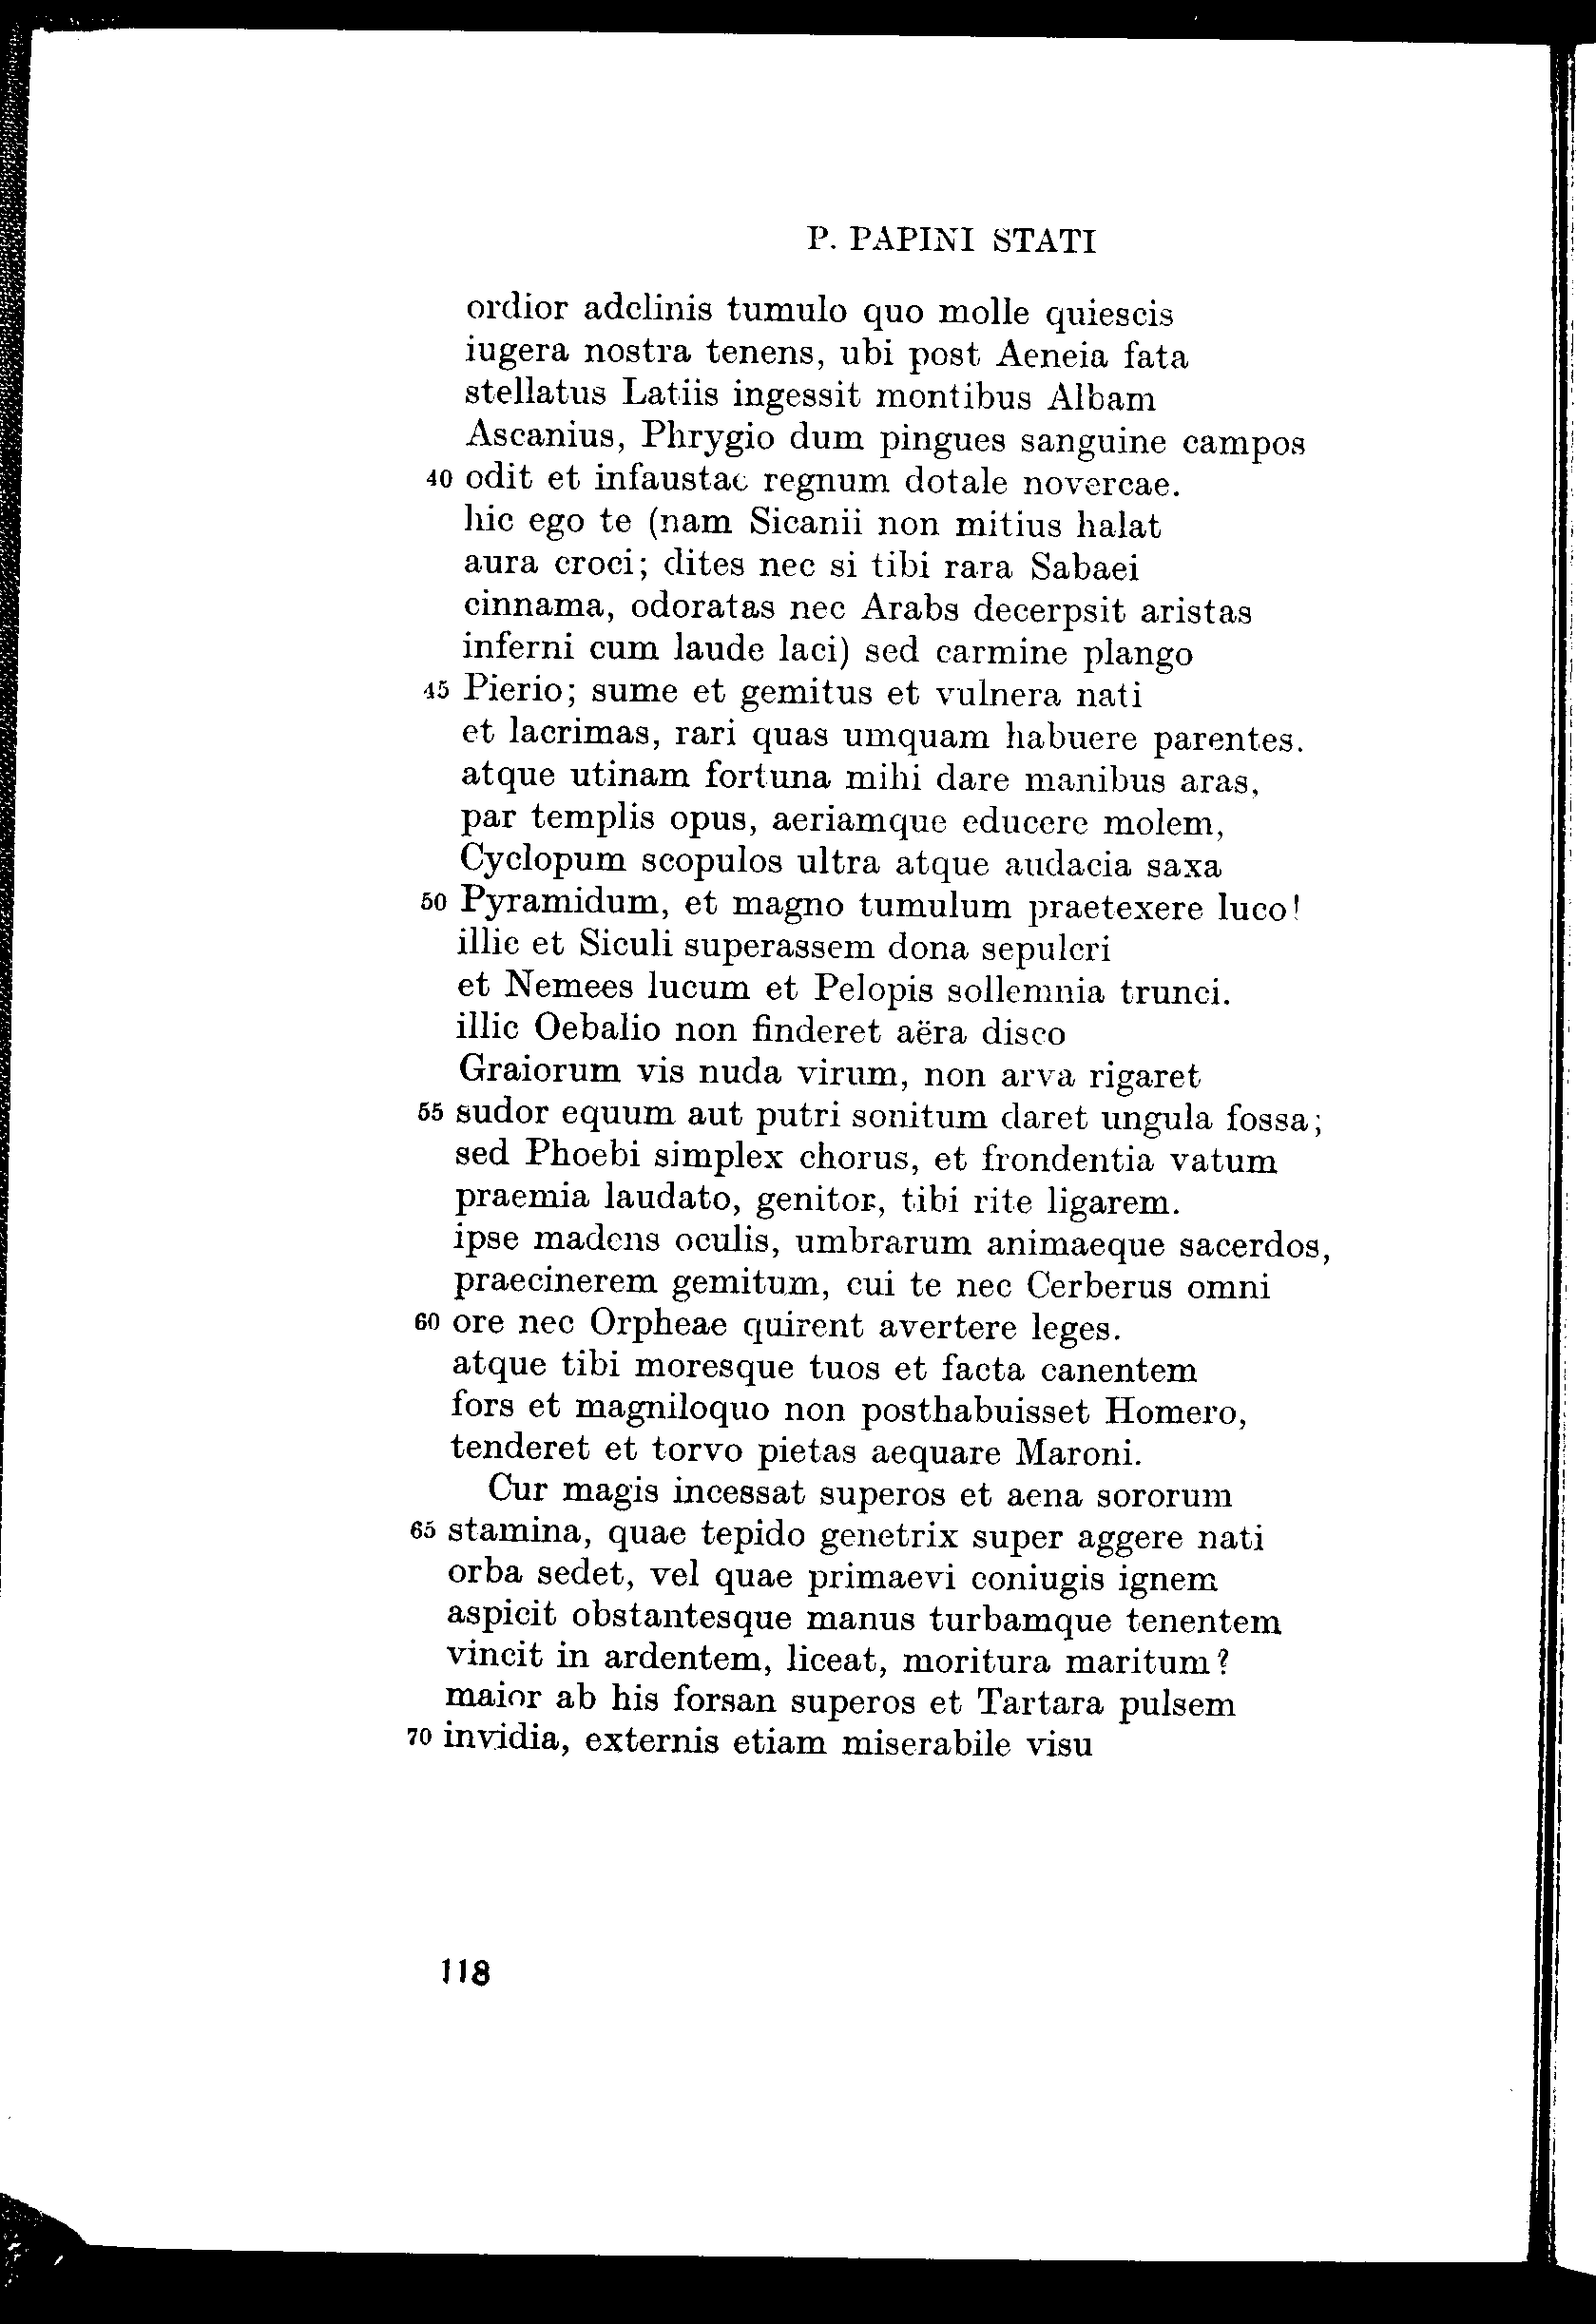 P. PAPINI STATI
ordior adclinis tumulo quo molle quiescis
iugera nostra tenens, ubi post Aeneia fata
stellatus Latiis ingessit montibus Albam
Ascanius, Phrygio dum pingues sanguine campos
40 odit et infaustae regnum dotale novercae.
hic ego te (nam Sicanii non mitius halat
aura croci; dites nec si tibi rara Sabaei
cinnama, odoratas nec Arabs decerpsit aristas
inferni cum laude laci) sed carmine plango
45 Pierio; sume et gemitus et vulnera nati
et lacrimas, rari quas umquam habuere parentes.
atque utinam fortuna mihi dare manibus aras,
par templis opus, aeriamque educere molem,
Cyclopum scopulos ultra atque audacia saxa
50 Pyramidum, et magno tumulum praetexere luco!
illic et Siculi superassem dona sepulcri
et Nemees lucum et Pelopis sollemnia trunci.
illic Oebalio non finderet aëra disco
Graiorum vis nuda virum, non arva rigaret
55 sudor equum aut putri sonitum daret ungula fossa;
sed Phoebi simplex chorus, et frondentia vatum
praemia laudato, genitor, tibi rite ligarem.
ipse madens oculis, umbrarum animaeque sacerdos,
praecinerem gemitum, cui te nec Cerberus omni
60 ore nec Orpheae quirent avertere leges.
atque tibi moresque tuos et facta canentem
fors et magniloquo non posthabuisset Homero,
tenderet et torvo pietas aequare Maroni.
Cur magis incessat superos et aena sororum
65 stamina, quae tepido genetrix super aggere nati
orba sedet, vel quae primaevi coniugis ignem
aspicit obstantesque manus turbamque tenentem
vincit in ardentem, liceat, moritura maritum?
maior ab his forsan superos et Tartara pulsem
70 invidia, externis etiam miserabile visu
118